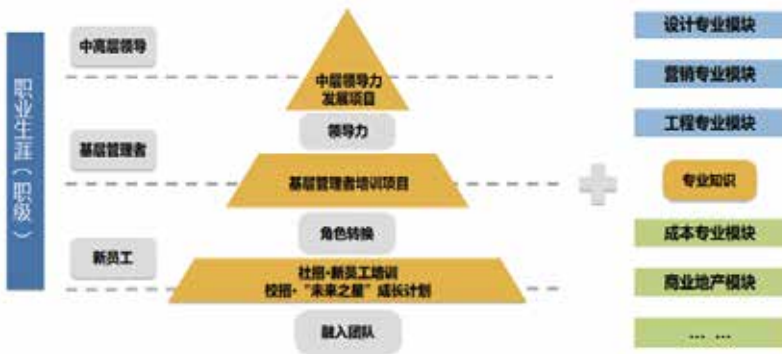 职业生涯（职级）
中高层领导
基层管理者
新员工
中层领导力
发展项目
领导力
基层管理者培训项目
角色转换
社招·新员工培训
校招·“未来之星”成长计划
融入团队
设计专业模块
营销专业模块
工程专业模块
专业知识
成本专业模块
商业地产模块
... ...